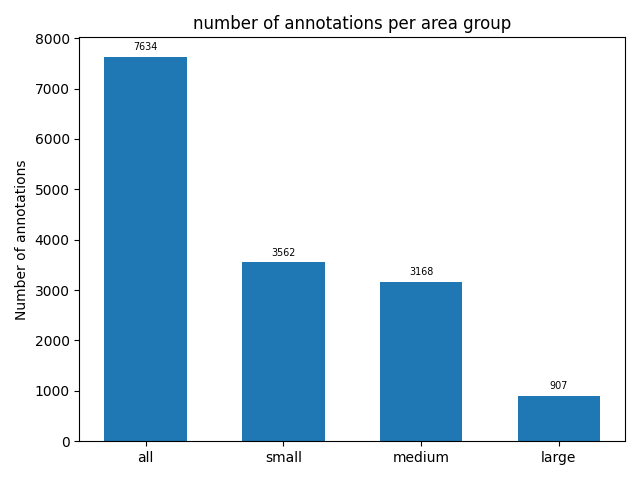 number of annotations per area group
Number of annotations
8000
7000
6000
5000
4000
3000
2000
1000
0
7634
3562
3168
907
all
small
medium
large